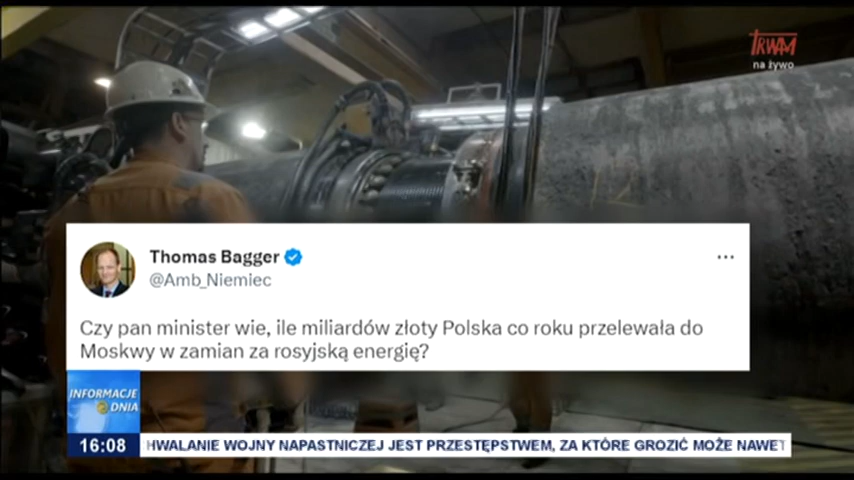 TRWAM
na żywo
Thomas Bagger
@Amb_Niemiec
Czy pan minister wie, ile miliardów złoty Polska co roku przelewała do
Moskwy w zamian za rosyjską energię?
INFORMACJE
DNIA
16:08 HWALANIE WOJNY NAPASTNICZEJ JEST PRZESTĘPSTWEM, ZA KTÓRE GROZIĆ MOŻE NAWET